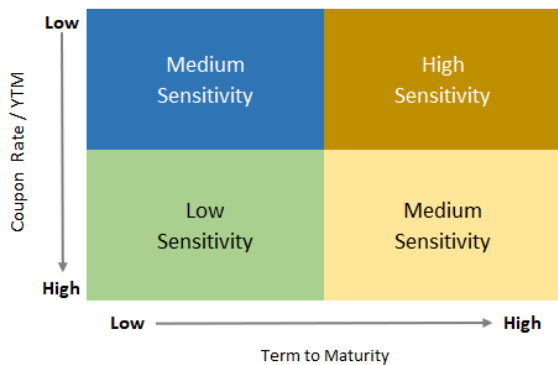 Low
Medium
Sensitivity
High
Sensitivity
Coupon Rate / YTM
Low
Sensitivity
Medium
Sensitivity
High
Low
High
Term to Maturity